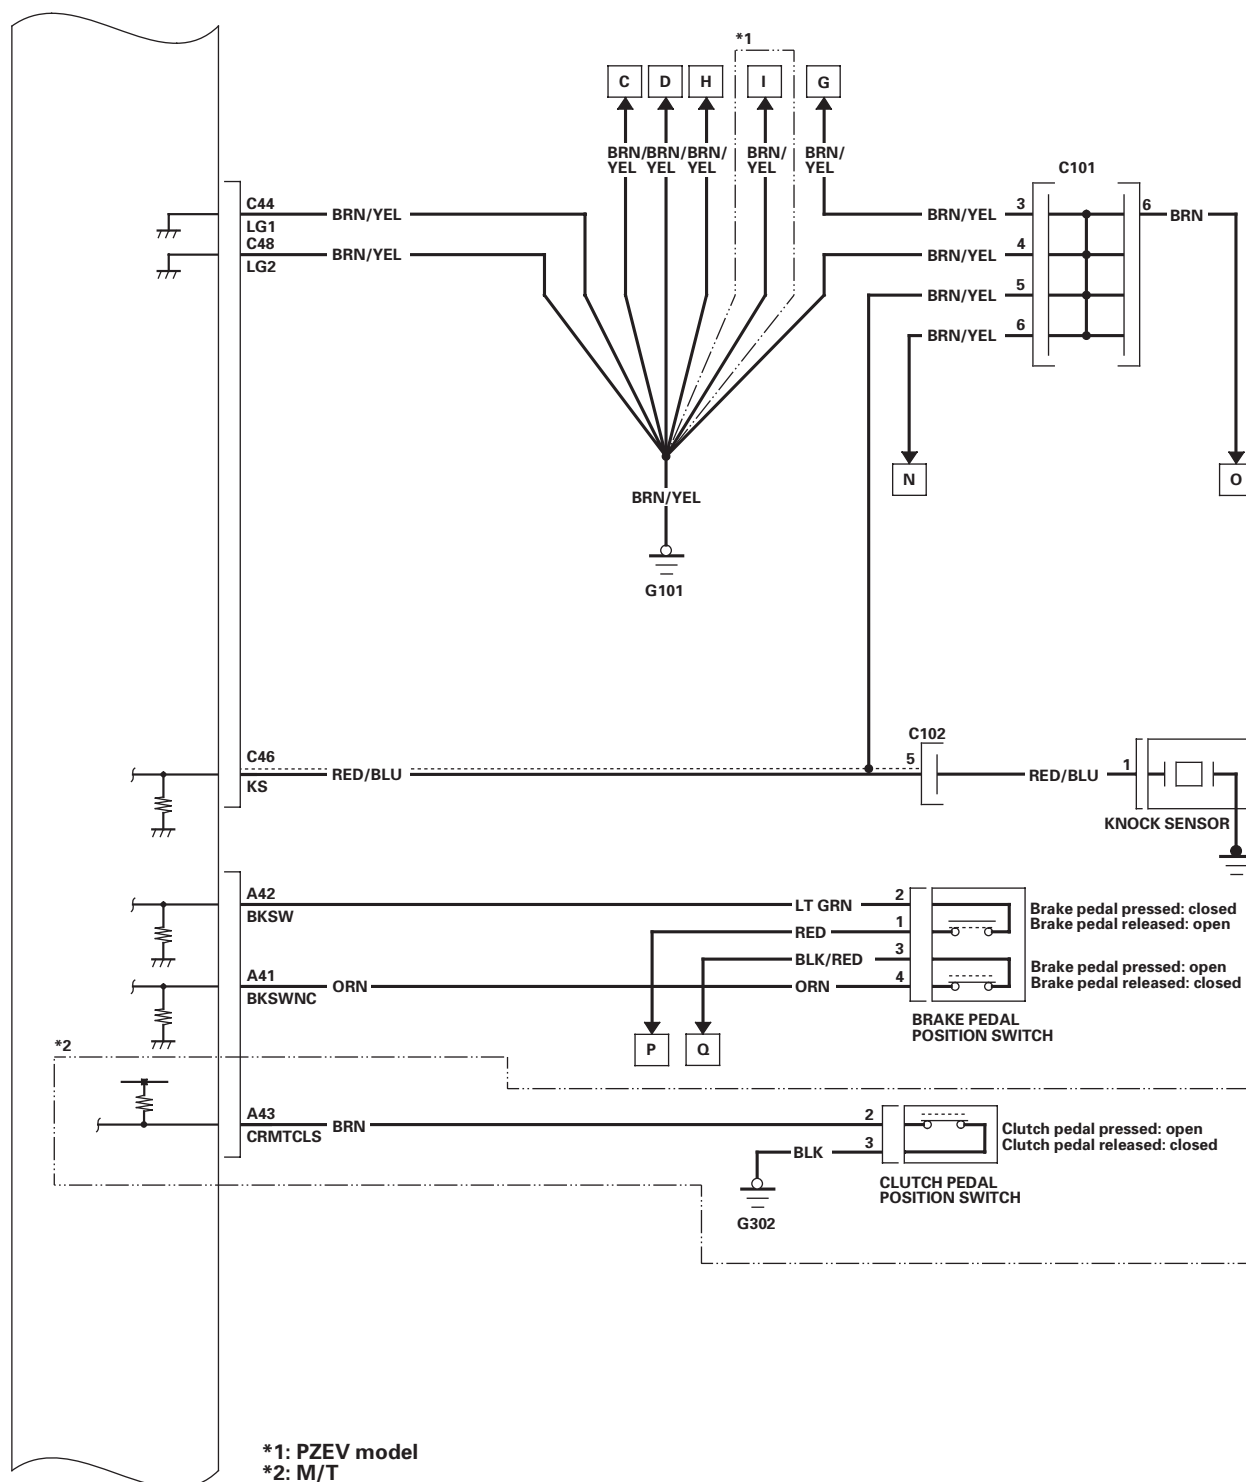 *1
C D H I G
BRN/ BRN/ BRN/ BRN/ BRN/
YEL YEL YEL YEL YEL
C101
C44 BRN/YEL BRN/YEL 3 6 BRN
LG1
C48 BRN/YEL BRN/YEL 4
LG2
BRN/YEL 5
BRN/YEL 6
N O
BRN/YEL
G101
C102
C46 RED/BLU 5 RED/BLU 1
KS
KNOCK SENSOR
A42 LT GRN 2
BKSW
RED 1
BLK/RED 3
A41 ORN ORN 4
BKSWNC
Brake pedal pressed: closed
Brake pedal released: open
Brake pedal pressed: open
Brake pedal released: closed
BRAKE PEDAL
POSITION SWITCH
P Q
*2
A43 BRN 2
CRMTCLS
BLK 3
Clutch pedal pressed: open
Clutch pedal released: closed
CLUTCH PEDAL
POSITION SWITCH
G302
*1: PZEV model
*2: M/T